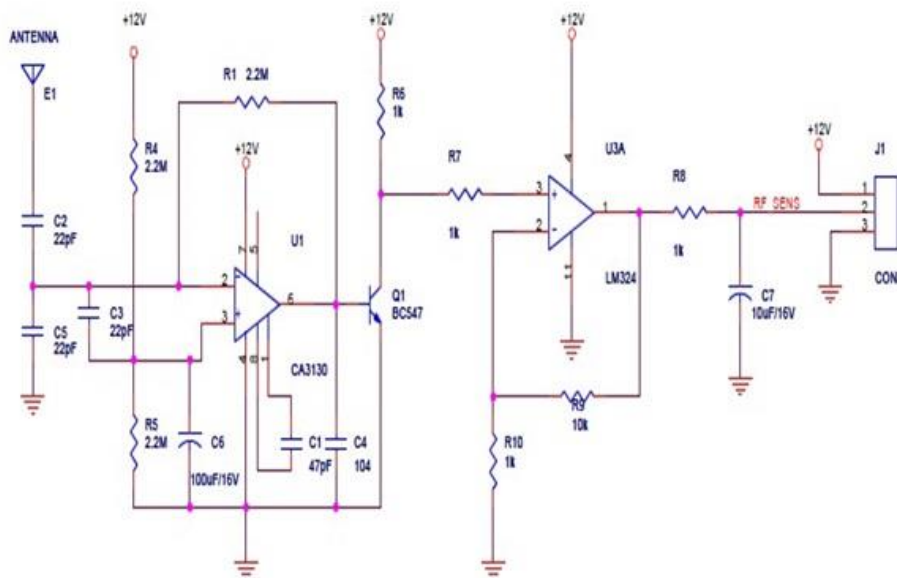 ANTENNA
E1
+12V
R1 2.2M
+12V
R6
1k
+12V
U3A
+12V
J1
R4
2.2M
+12V
R7
1k
R8
1k
RF_SENS
1
2
3
CON
C2
22pF
U1
7
5
2
3
6
4
8
1
CA3130
Q1
BC547
3
2
1
4
11
LM324
C7
10uF/16V
C5
22pF
C3
22pF
R5
2.2M
C6
100uF/16V
C1
47pF
C4
104
R9
10k
R10
1k